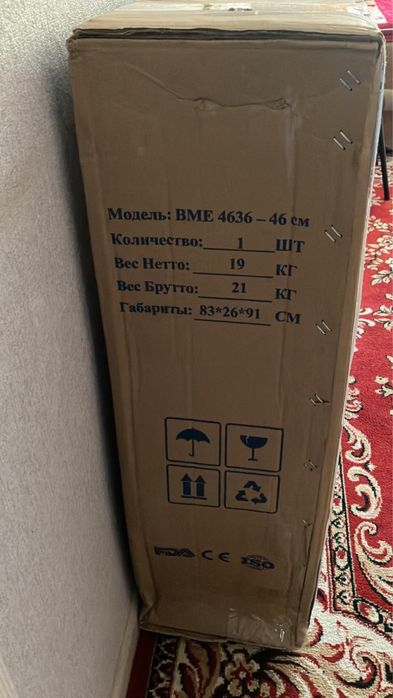 Модель: BME 4636 – 46 см
Количество: 1 ШТ
Вес Нетто: 19 КГ
Вес Брутто: 21 КГ
Габариты: 83*26*91 СМ
FDA CE ISO